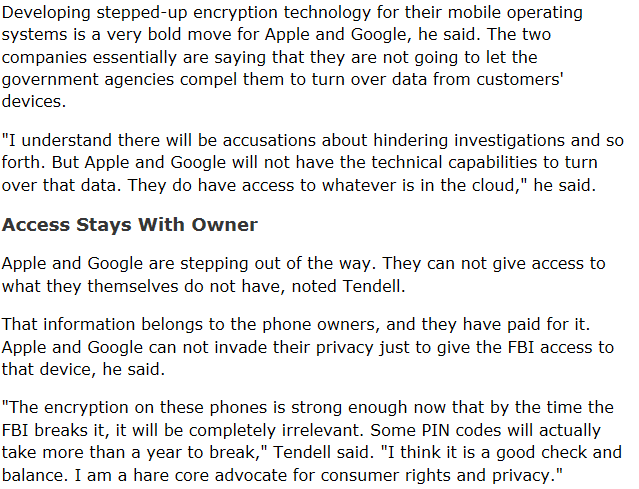 Developing stepped-up encryption technology for their mobile operating
systems is a very bold move for Apple and Google, he said. The two
companies essentially are saying that they are not going to let the
government agencies compel them to turn over data from customers'
devices.
"I understand there will be accusations about hindering investigations and so
forth. But Apple and Google will not have the technical capabilities to turn
over that data. They do have access to whatever is in the cloud," he said.
Access Stays With Owner
Apple and Google are stepping out of the way. They can not give access to
what they themselves do not have, noted Tendell.
That information belongs to the phone owners, and they have paid for it.
Apple and Google can not invade their privacy just to give the FBI access to
that device, he said.
"The encryption on these phones is strong enough now that by the time the
FBI breaks it, it will be completely irrelevant. Some PIN codes will actually
take more than a year to break," Tendell said. "I think it is a good check and
balance. I am a hare core advocate for consumer rights and privacy."